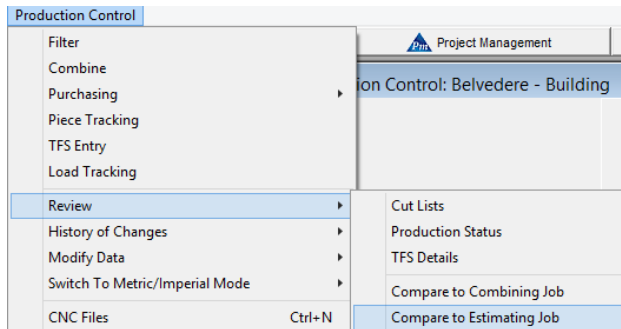 Production Control
Filter
Combine
Purchasing
Piece Tracking
TFS Entry
Load Tracking
Review
History of Changes
Modify Data
Switch To Metric/Imperial Mode
CNC Files Ctrl+N
Pm Project Management
ion Control: Belvedere - Building
Cut Lists
Production Status
TFS Details
Compare to Combining Job
Compare to Estimating Job